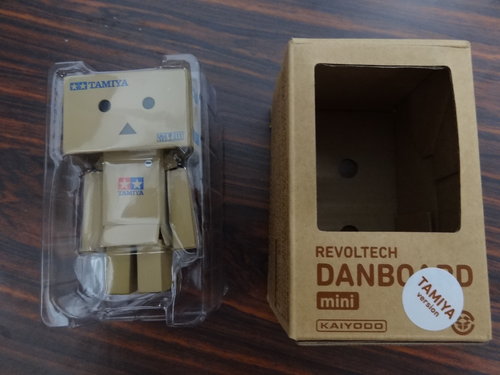 TAMIYA
TAMIYA
REVOLTECH
DANBOARD
mini
KAIYODO
TAMIYA
version